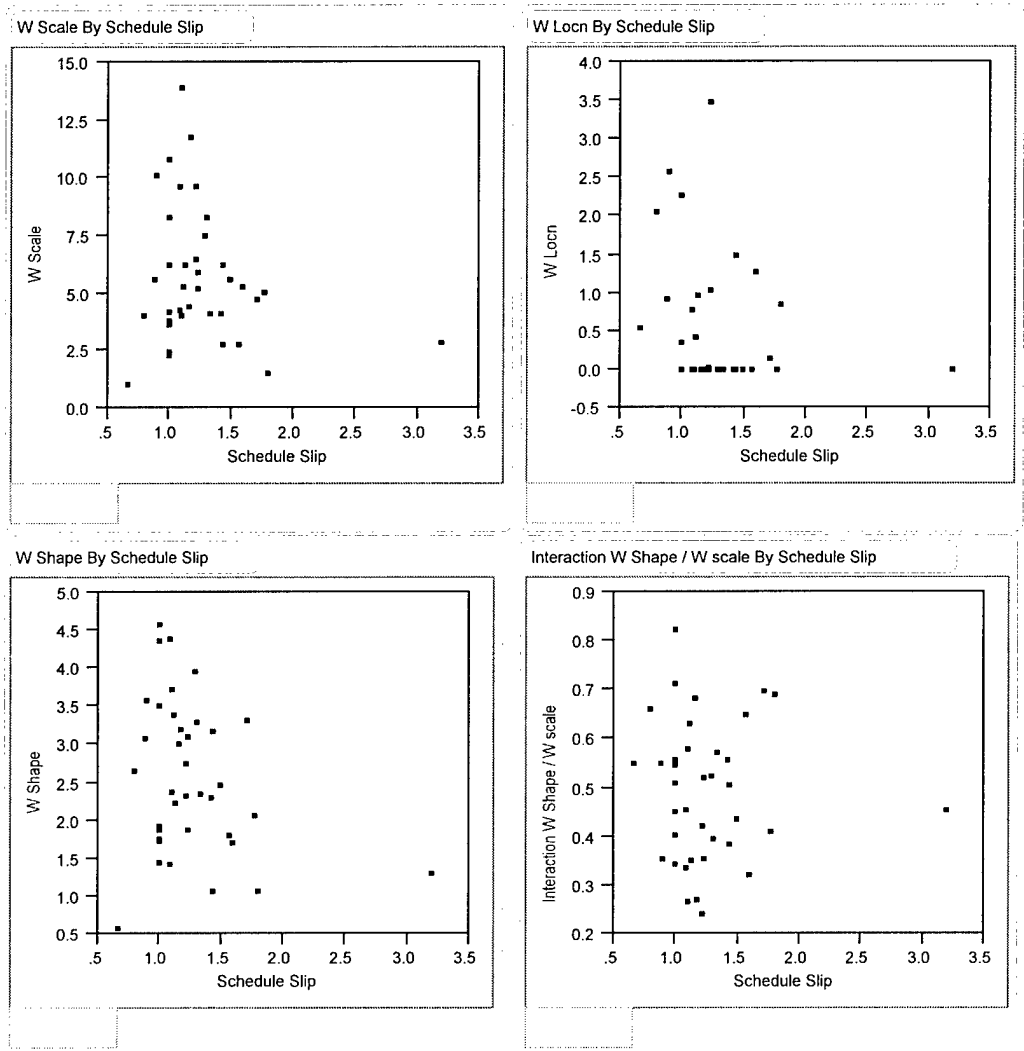 W Scale By Schedule Slip
15.0
12.5
10.0
7.5
5.0
2.5
0.0
W Scale
.5 1.0 1.5 2.0 2.5 3.0 3.5
Schedule Slip
W Locn By Schedule Slip
4.0
3.5
3.0
2.5
2.0
1.5
1.0
0.5
0.0
-0.5
W Locn
.5 1.0 1.5 2.0 2.5 3.0 3.5
Schedule Slip
W Shape By Schedule Slip
5.0
4.5
4.0
3.5
3.0
2.5
2.0
1.5
1.0
0.5
W Shape
.5 1.0 1.5 2.0 2.5 3.0 3.5
Schedule Slip
Interaction W Shape / W scale By Schedule Slip
0.9
0.8
0.7
0.6
0.5
0.4
0.3
0.2
Interaction W Shape / W scale
.5 1.0 1.5 2.0 2.5 3.0 3.5
Schedule Slip